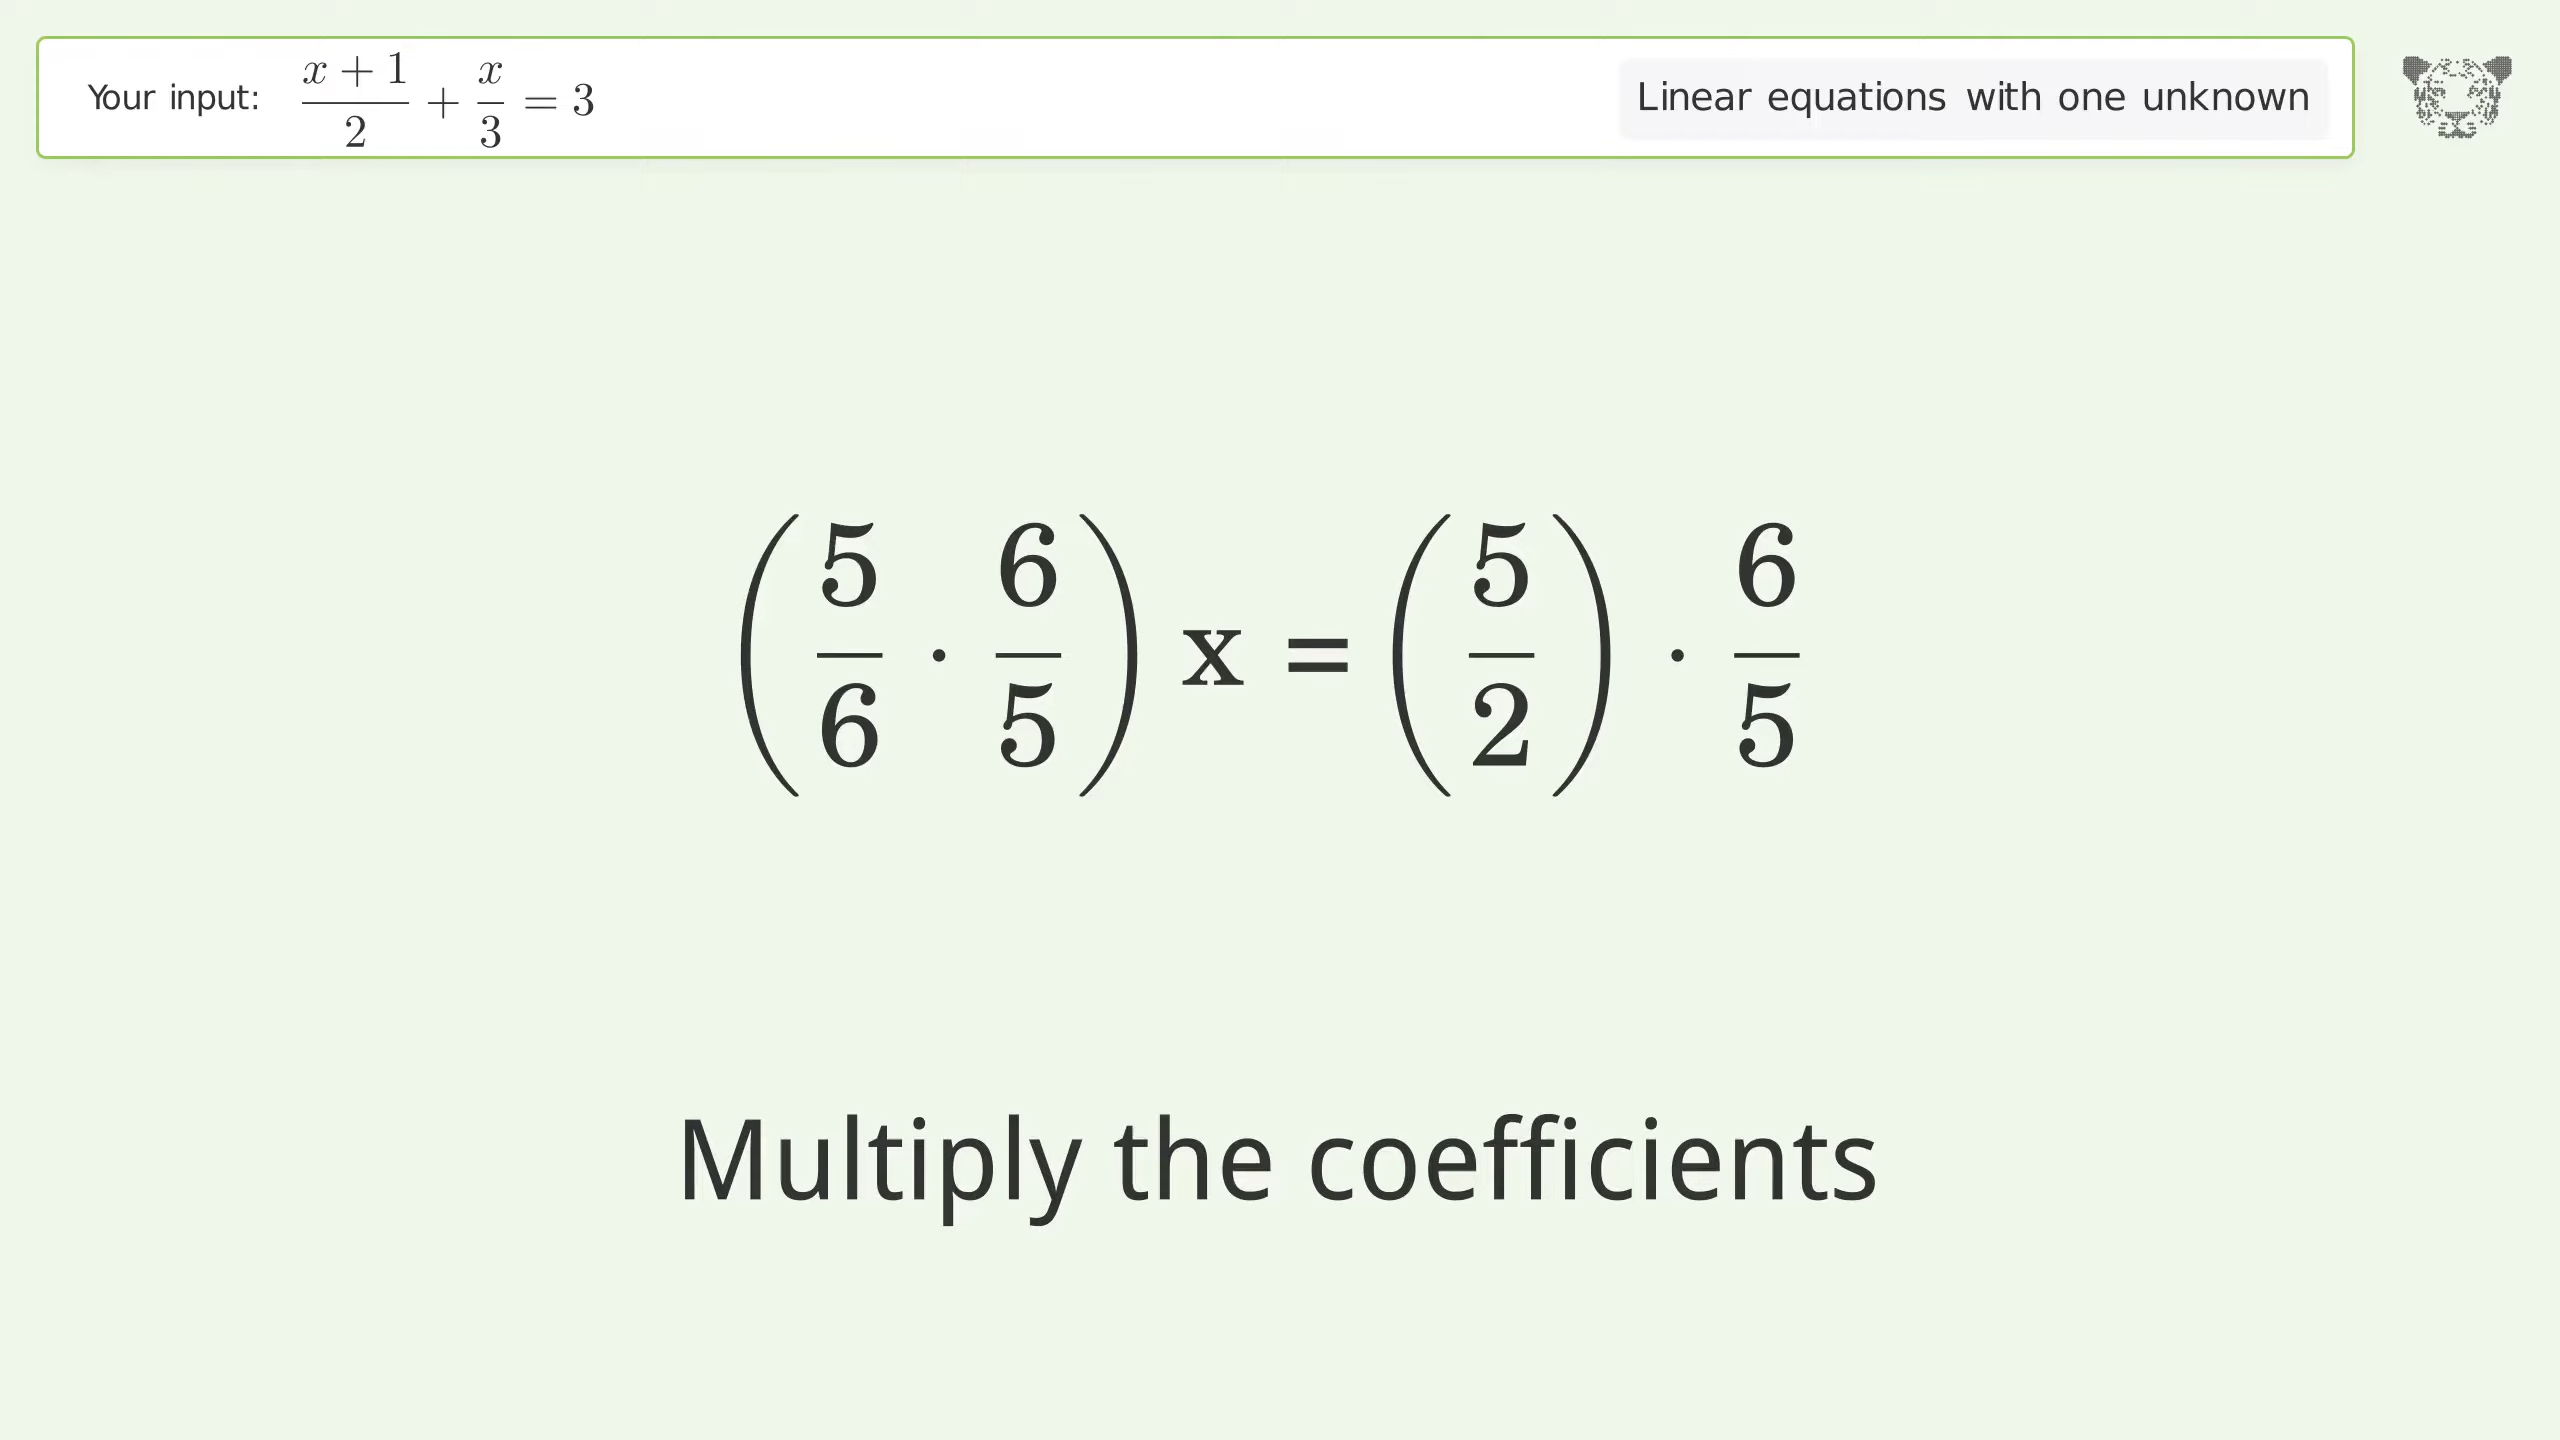 Your input: (x + 1)/2 + x/3 = 3
Linear equations with one unknown
(5/6 · 6/5) x = (5/2) · 6/5
Multiply the coefficients